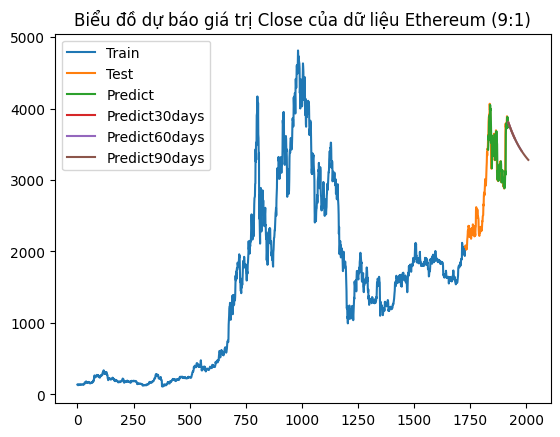 Biểu đồ dự báo giá trị Close của dữ liệu Ethereum (9:1)
5000
4000
3000
2000
1000
0
Train
Test
Predict
Predict30days
Predict60days
Predict90days
0 250 500 750 1000 1250 1500 1750 2000